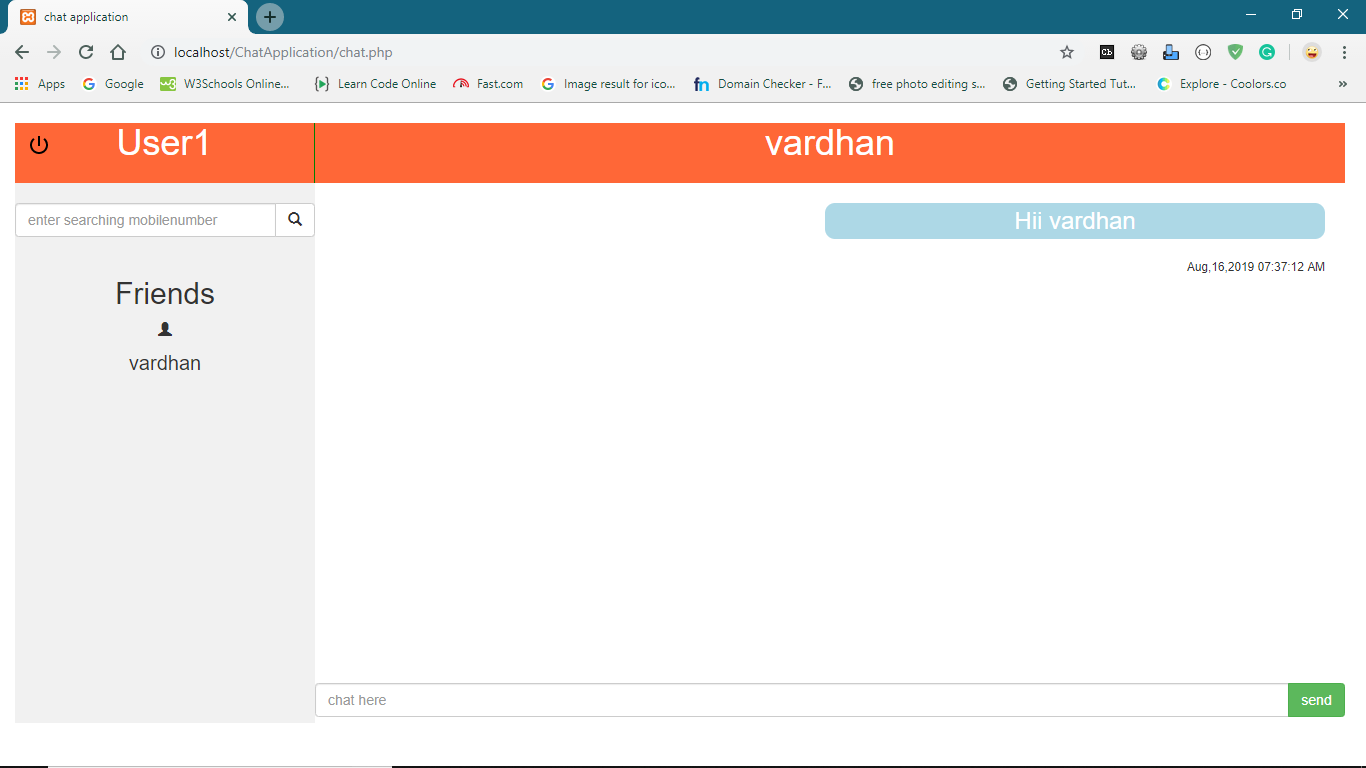 chat application
localhost/ChatApplication/chat.php
Apps Google W3Schools Online... Learn Code Online Fast.com Image result for ico... Domain Checker - F... free photo editing s... Getting Started Tut... Explore - Coolors.co »
User1 vardhan
enter searching mobilenumber
Hii vardhan
Aug,16,2019 07:37:12 AM
Friends
vardhan
chat here send